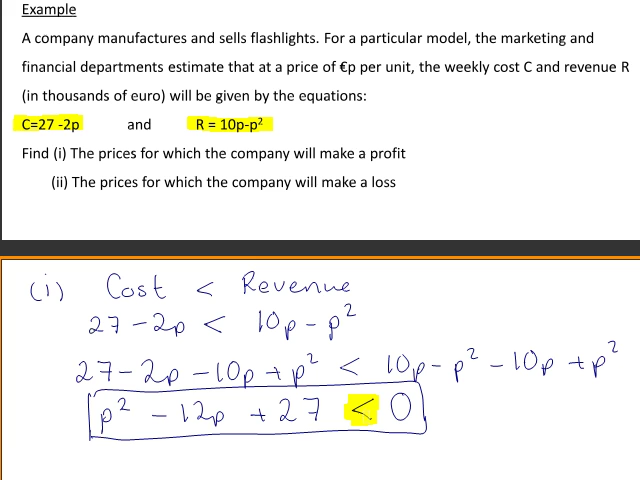 Example
A company manufactures and sells flashlights. For a particular model, the marketing and
financial departments estimate that at a price of €p per unit, the weekly cost C and revenue R
(in thousands of euro) will be given by the equations:
C=27 -2p and R = 10p-p²
Find (i) The prices for which the company will make a profit
(ii) The prices for which the company will make a loss
(i) Cost < Revenue
27 - 2p < 10p - p²
27 - 2p - 10p + p² < 10p - p² - 10p + p²
p² - 12p + 27 < 0